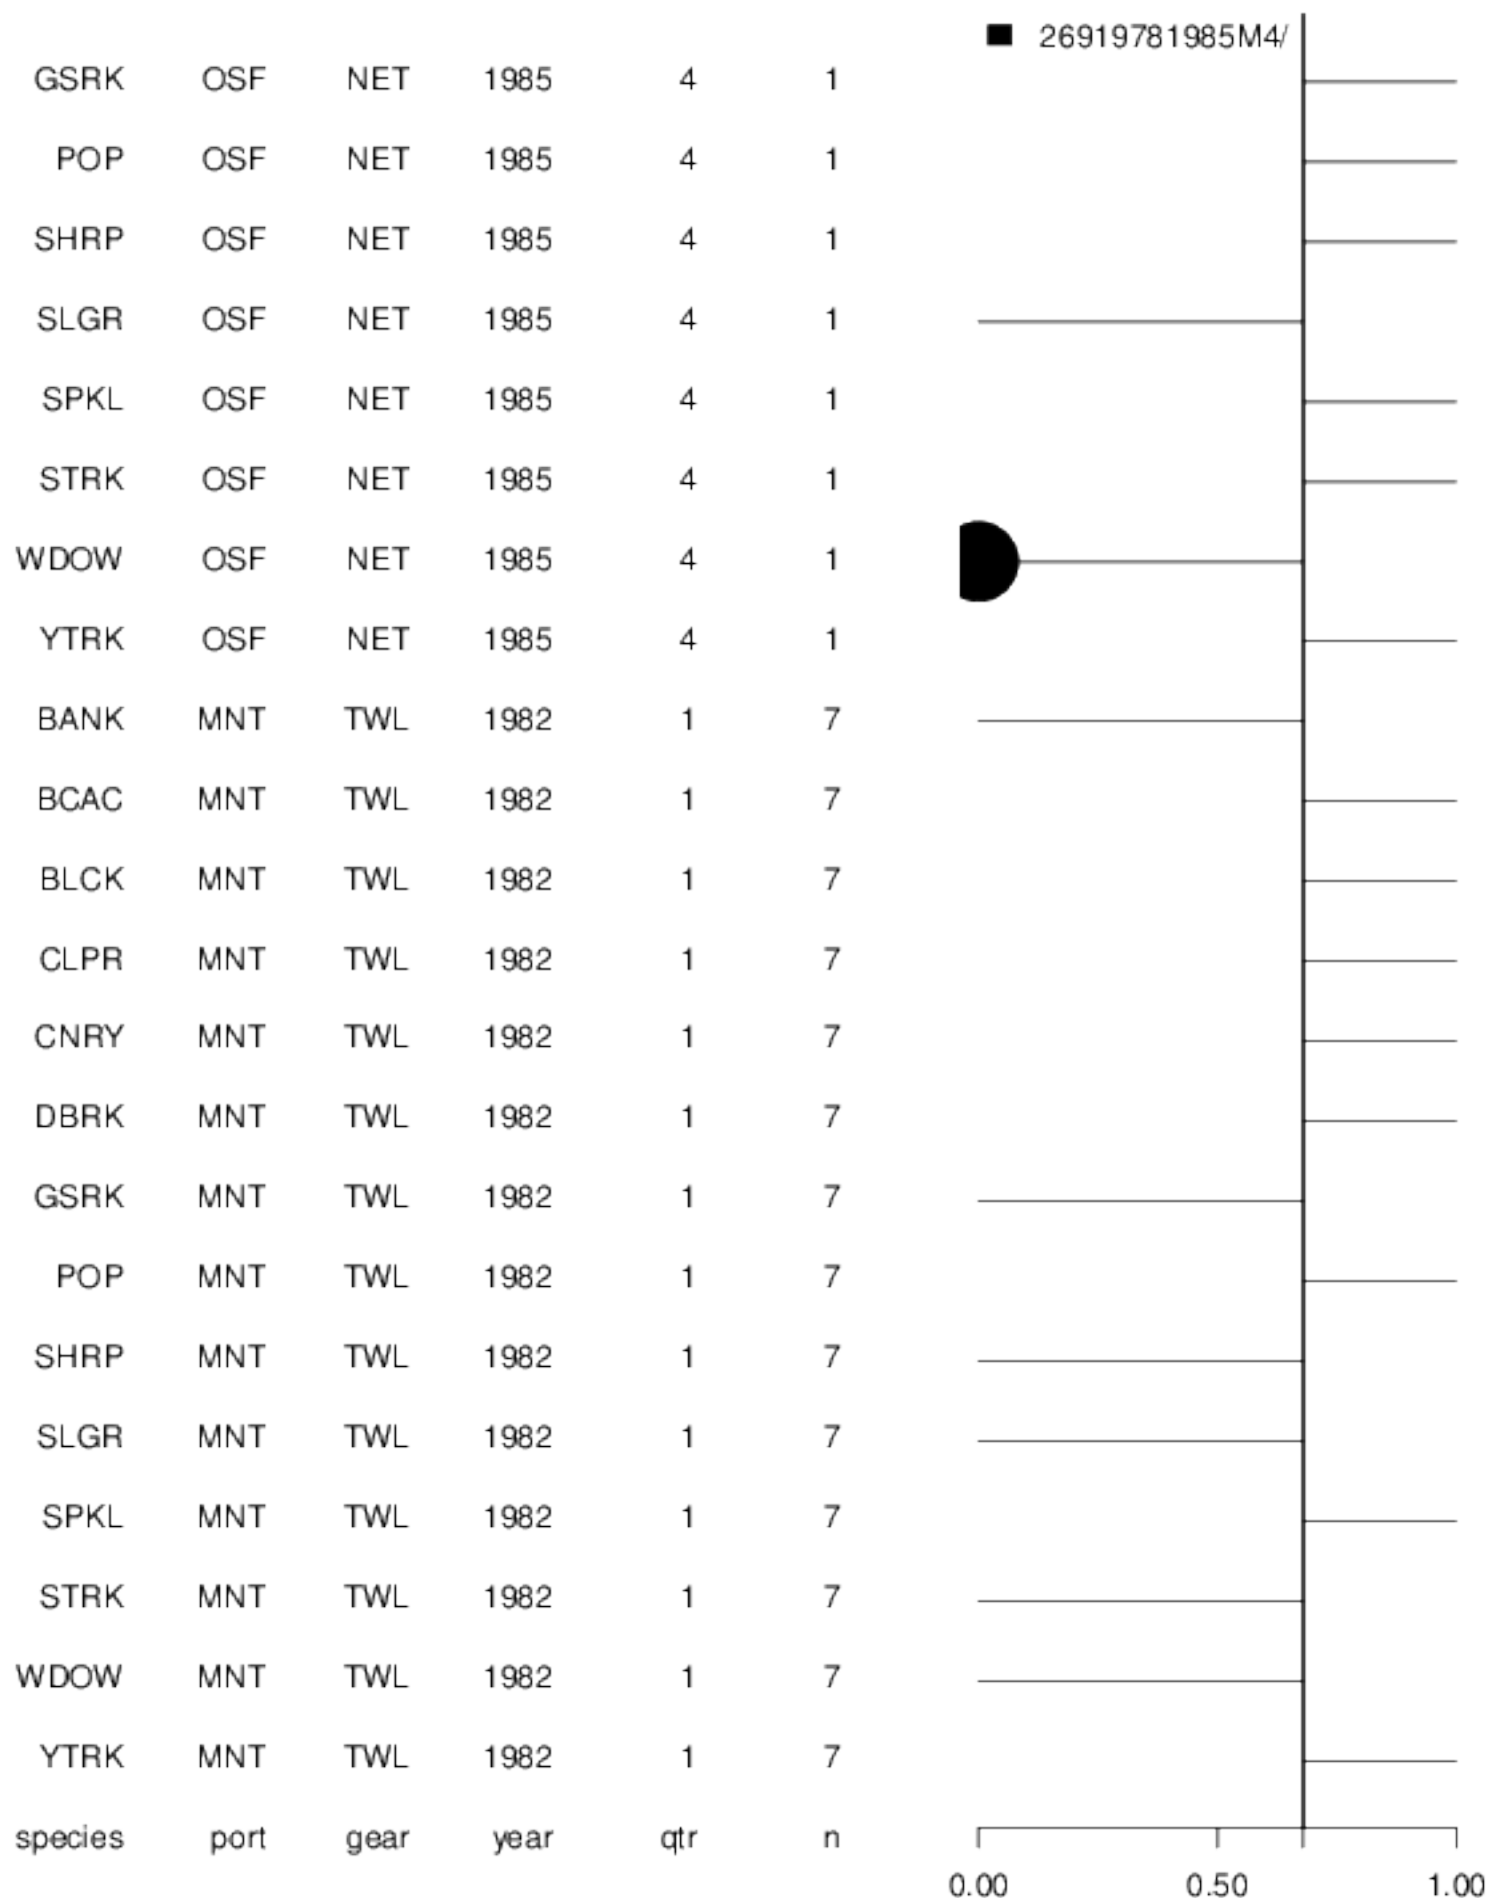 26919781985M4/
GSRK OSF NET 1985 4 1
POP OSF NET 1985 4 1
SHRP OSF NET 1985 4 1
SLGR OSF NET 1985 4 1
SPKL OSF NET 1985 4 1
STRK OSF NET 1985 4 1
WDOW OSF NET 1985 4 1
YTRK OSF NET 1985 4 1
BANK MNT TWL 1982 1 7
BCAC MNT TWL 1982 1 7
BLCK MNT TWL 1982 1 7
CLPR MNT TWL 1982 1 7
CNRY MNT TWL 1982 1 7
DBRK MNT TWL 1982 1 7
GSRK MNT TWL 1982 1 7
POP MNT TWL 1982 1 7
SHRP MNT TWL 1982 1 7
SLGR MNT TWL 1982 1 7
SPKL MNT TWL 1982 1 7
STRK MNT TWL 1982 1 7
WDOW MNT TWL 1982 1 7
YTRK MNT TWL 1982 1 7
species port gear year qtr n
0.00 0.50 1.00